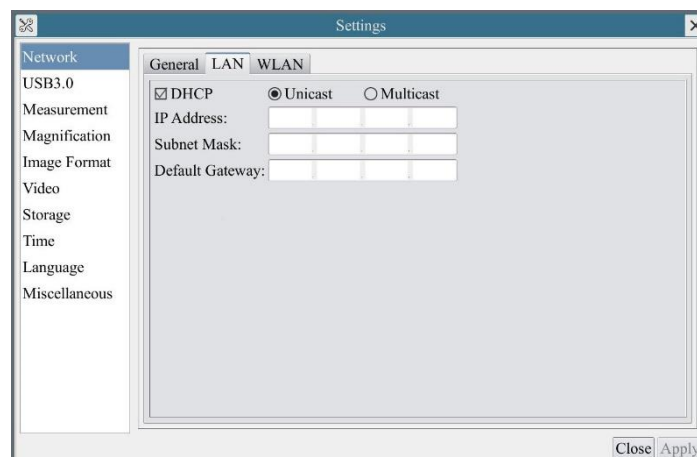 Settings
Network
USB3.0
Measurement
Magnification
Image Format
Video
Storage
Time
Language
Miscellaneous
General LAN WLAN
DHCP Unicast Multicast
IP Address:
Subnet Mask:
Default Gateway:
Close Apply